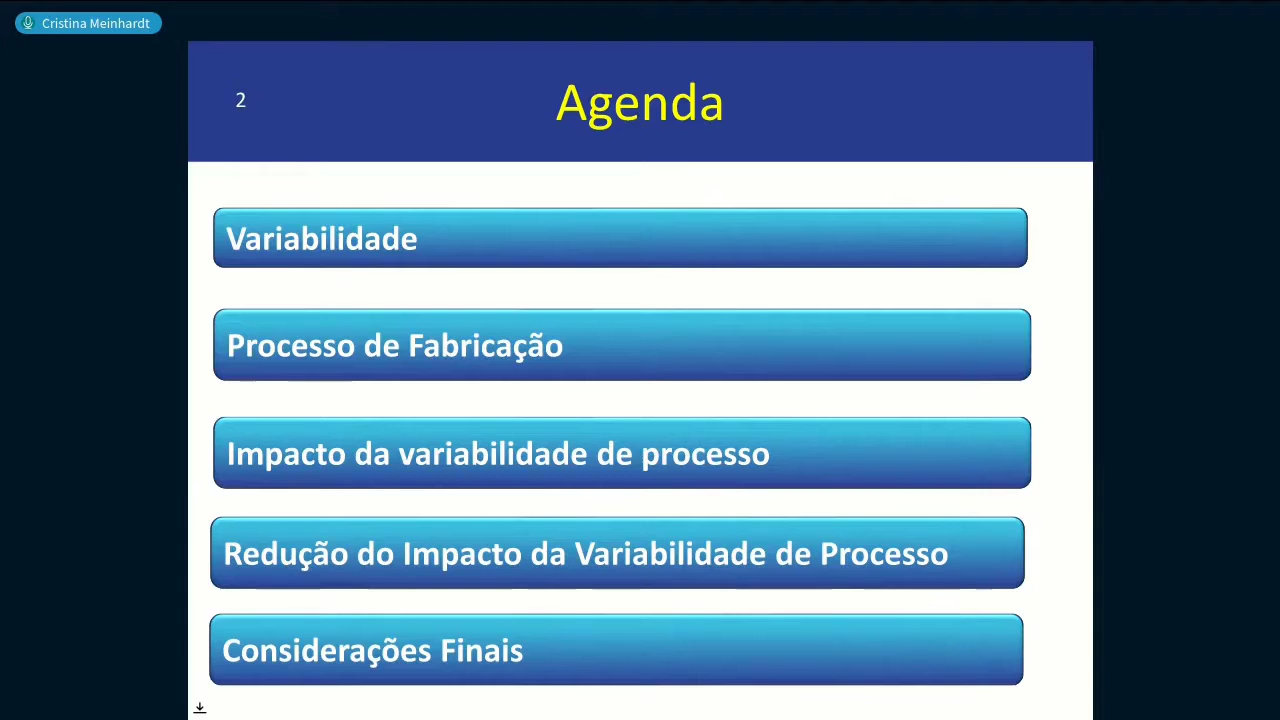 Cristina Meinhardt
2
Agenda
Variabilidade
Processo de Fabricação
Impacto da variabilidade de processo
Redução do Impacto da Variabilidade de Processo
Considerações Finais